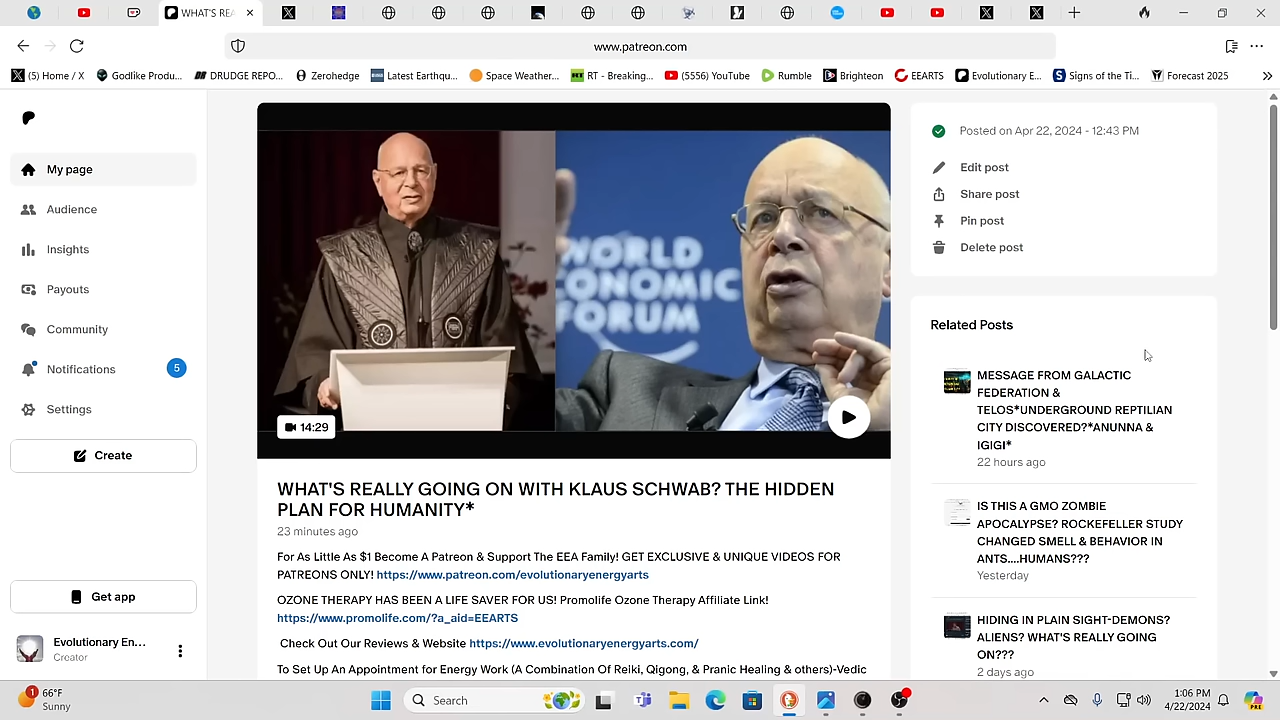 WHAT'S REA
www.patreon.com
(5) Home / X
Godlike Produ...
DRUDGE REPO...
Zerohedge
Latest Earthqu...
Space Weather...
RT - Breaking...
(5556) YouTube
Rumble
Brighteon
EEARTS
Evolutionary E...
Signs of the Ti...
Forecast 2025
My page
Audience
Insights
Payouts
Community
Notifications
5
Settings
Create
Get app
Evolutionary En...
Creator
WORLD
ECONOMIC
FORUM
14:29
WHAT'S REALLY GOING ON WITH KLAUS SCHWAB? THE HIDDEN
PLAN FOR HUMANITY*
23 minutes ago
For As Little As $1 Become A Patreon & Support The EEA Family! GET EXCLUSIVE & UNIQUE VIDEOS FOR
PATREONS ONLY! https://www.patreon.com/evolutionaryenergyarts
OZONE THERAPY HAS BEEN A LIFE SAVER FOR US! Promolife Ozone Therapy Affiliate Link!
https://www.promolife.com/?a_aid=EEARTS
Check Out Our Reviews & Website https://www.evolutionaryenergyarts.com/
To Set Up An Appointment for Energy Work (A Combination Of Reiki, Qigong, & Pranic Healing & others)-Vedic
Posted on Apr 22, 2024 - 12:43 PM
Edit post
Share post
Pin post
Delete post
Related Posts
MESSAGE FROM GALACTIC
FEDERATION &
TELOS*UNDERGROUND REPTILIAN
CITY DISCOVERED?*ANUNNA &
IGIGI*
22 hours ago
IS THIS A GMO ZOMBIE
APOCALYPSE? ROCKEFELLER STUDY
CHANGED SMELL & BEHAVIOR IN
ANTS....HUMANS???
Yesterday
HIDING IN PLAIN SIGHT-DEMONS?
ALIENS? WHAT'S REALLY GOING
ON???
2 days ago
1
66°F
Sunny
Search
1:06 PM
4/22/2024